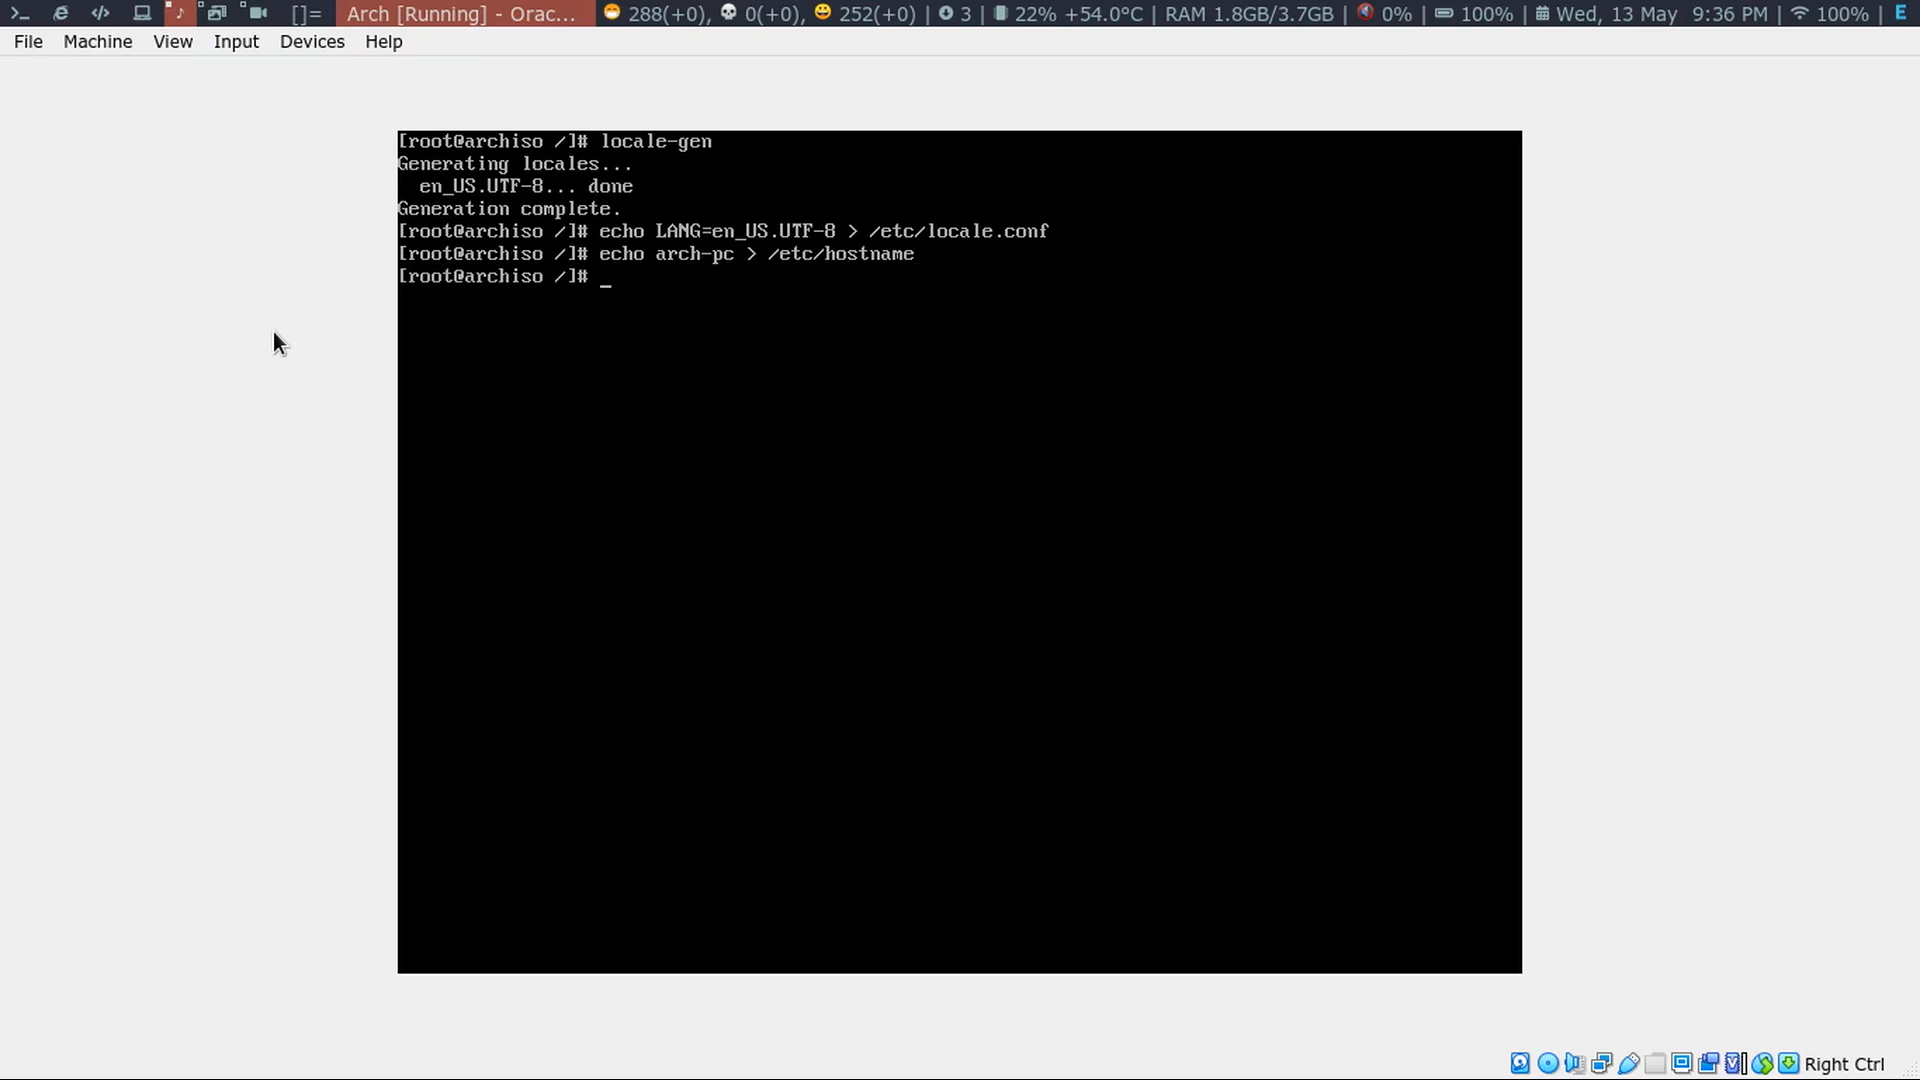 []= Arch [Running] - Orac... 288(+0), 0(+0), 252(+0) | 3 | 22% +54.0°C | RAM 1.8GB/3.7GB | 0% | 100% | Wed, 13 May 9:36 PM | 100% | E
File Machine View Input Devices Help
[root@archiso /]# locale-gen
Generating locales...
en_US.UTF-8... done
Generation complete.
[root@archiso /]# echo LANG=en_US.UTF-8 > /etc/locale.conf
[root@archiso /]# echo arch-pc > /etc/hostname
[root@archiso /]# _
Right Ctrl